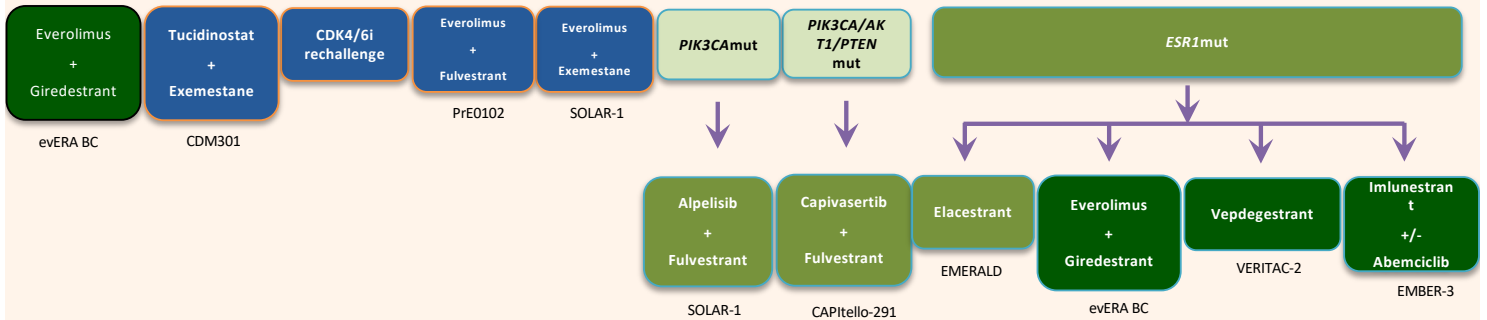 Everolimus
+
Giredestrant
evERA BC
Tucidinostat
+
Exemestane
CDM301
CDK4/6i
rechallenge
Everolimus
+
Fulvestrant
PrE0102
Everolimus
+
Exemestane
SOLAR-1
PIK3CAmut
PIK3CA/AK
T1/PTEN
mut
ESR1mut
Alpelisib
+
Fulvestrant
SOLAR-1
Capivasertib
+
Fulvestrant
CAPItello-291
Elacestrant
EMERALD
Everolimus
+
Giredestrant
evERA BC
Vepdegestrant
VERITAC-2
Imlunestran
t
+/-
Abemciclib
EMBER-3